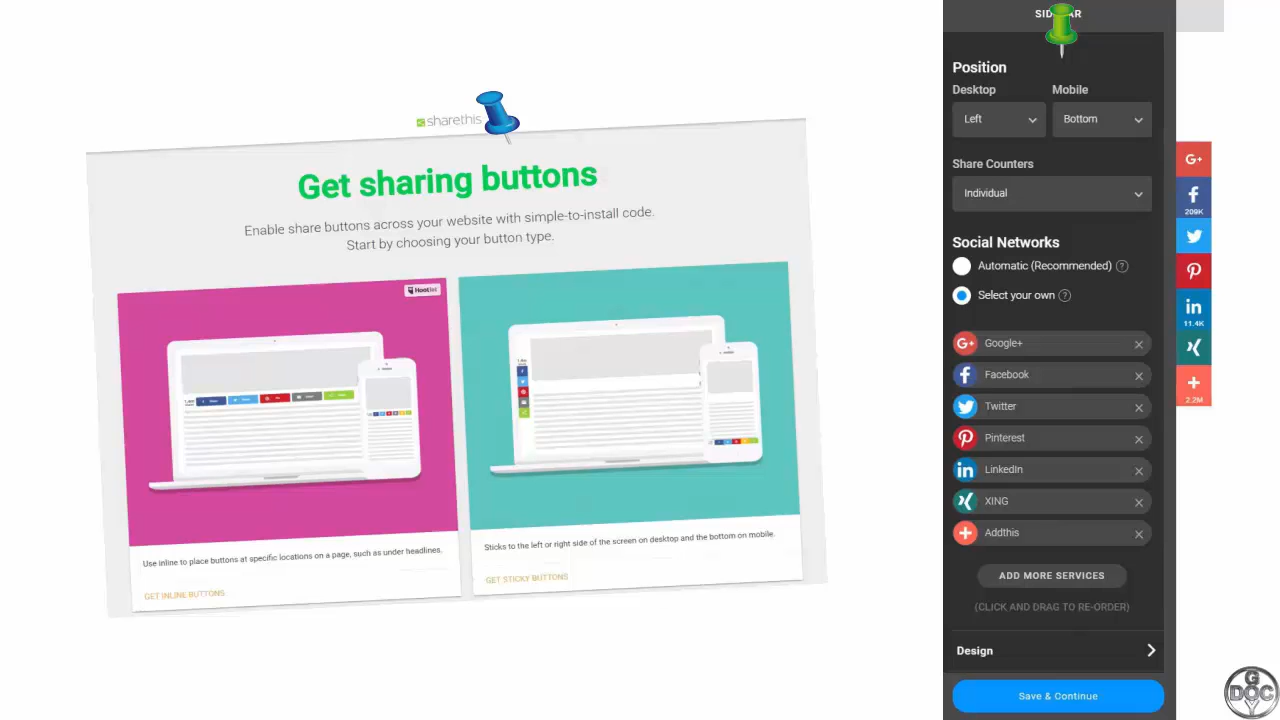 sharethis
Get sharing buttons
Enable share buttons across your website with simple-to-install code.
Start by choosing your button type.
Use inline to place buttons at specific locations on a page, such as under headlines.
GET INLINE BUTTONS
Sticks to the left or right side of the screen on desktop and the bottom on mobile.
GET STICKY BUTTONS
Position
Desktop
Mobile
Left
Bottom
Share Counters
Individual
Social Networks
Automatic (Recommended) ?
Select your own ?
G+ Google+
Facebook
Twitter
Pinterest
in LinkedIn
XING
Addthis
ADD MORE SERVICES
(CLICK AND DRAG TO RE-ORDER)
Design
Save & Continue
G+
209K
in
11.4K
2.2M
G
DOC